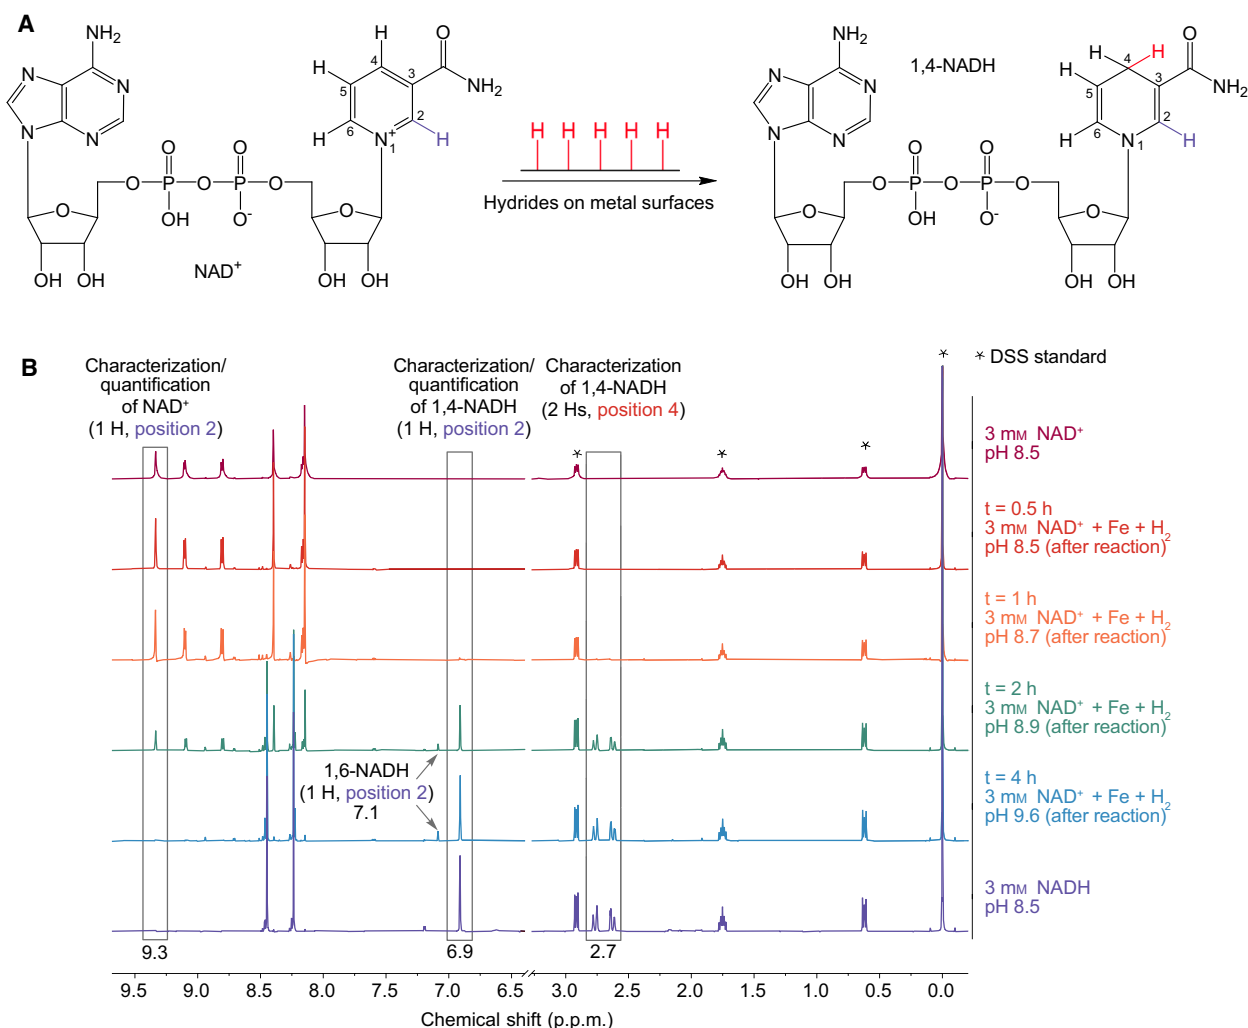 A
NH₂
N
N
N
N
H
H
H
H
4
3
5
2
6
1
N⁺
O
NH₂
O
P
OH
O
O
P
O⁻
O
O
O
OH OH
OH OH
NAD⁺
H H H H H
Hydrides on metal surfaces
1,4-NADH
NH₂
N
N
N
N
H
H
H
H
H
4
3
5
2
6
1
N
O
NH₂
O
P
OH
O
O
P
O⁻
O
O
O
OH OH
OH OH
B
Characterization/
quantification
of NAD⁺
(1 H, position 2)
Characterization/
quantification
of 1,4-NADH
(1 H, position 2)
Characterization
of 1,4-NADH
(2 Hs, position 4)
* DSS standard
*
*
*
*
3 mM NAD⁺
pH 8.5
t = 0.5 h
3 mM NAD⁺ + Fe + H₂
pH 8.5 (after reaction)
t = 1 h
3 mM NAD⁺ + Fe + H₂
pH 8.7 (after reaction)
t = 2 h
3 mM NAD⁺ + Fe + H₂
pH 8.9 (after reaction)
1,6-NADH
(1 H, position 2)
7.1
t = 4 h
3 mM NAD⁺ + Fe + H₂
pH 9.6 (after reaction)
3 mM NADH
pH 8.5
9.3 6.9 2.7
9.5 9.0 8.5 8.0 7.5 7.0 6.5 3.0 2.5 2.0 1.5 1.0 0.5 0.0
Chemical shift (p.p.m.)